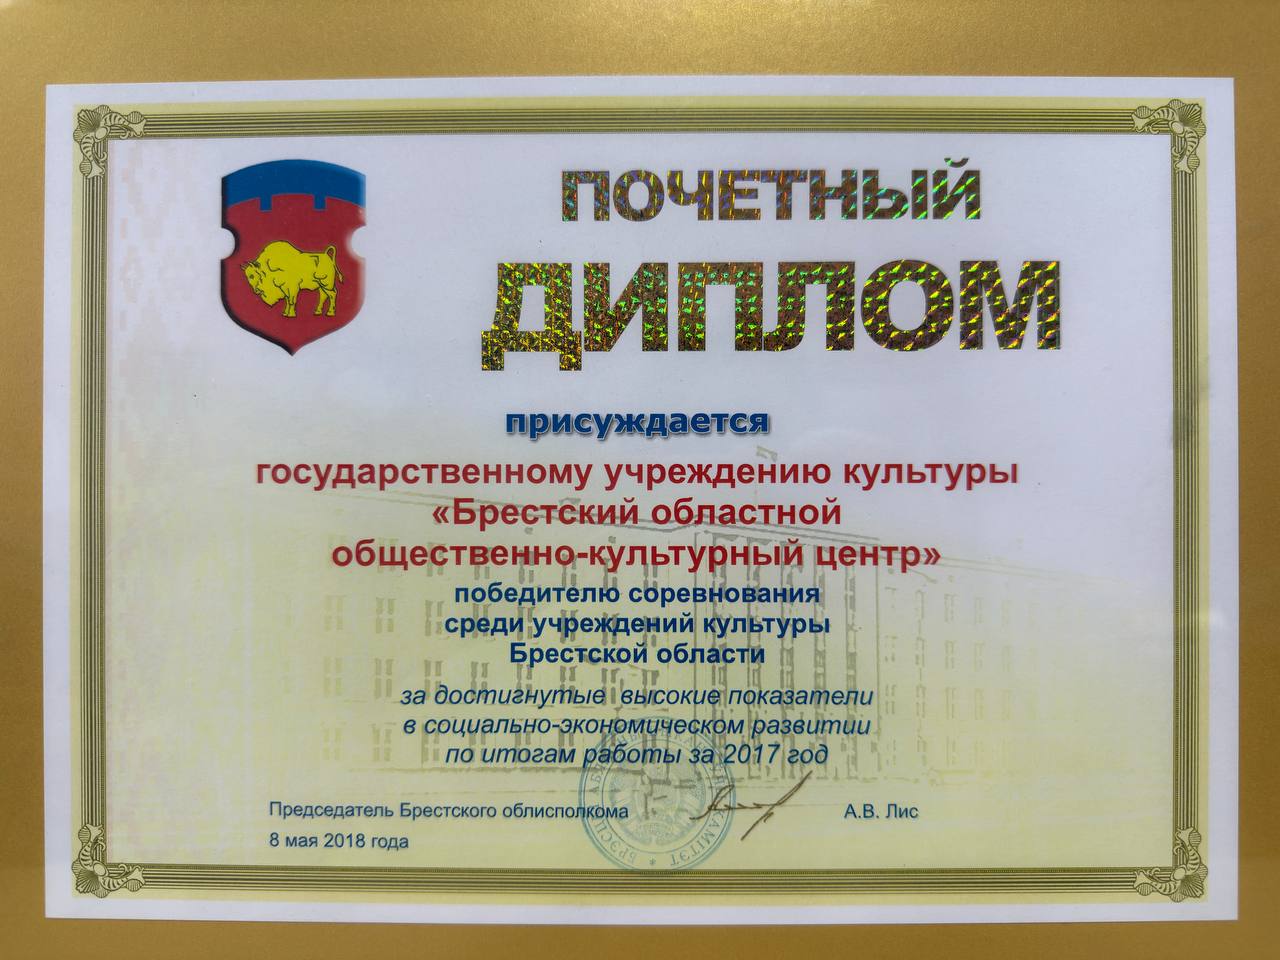 ПОЧЕТНЫЙ
ДИПЛОМ
присуждается
государственному учреждению культуры
«Брестский областной
общественно-культурный центр»
победителю соревнования
среди учреждений культуры
Брестской области
за достигнутые высокие показатели
в социально-экономическом развитии
по итогам работы за 2017 год
Председатель Брестского облисполкома
А.В. Лис
8 мая 2018 года